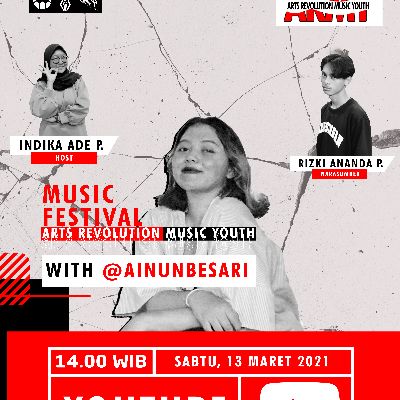 ARTS REVOLUTION MUSIC YOUTH
INDIKA ADE P.
HOST
RIZKI ANANDA P.
NARASUMBER
MUSIC
FESTIVAL
ARTS REVOLUTION MUSIC YOUTH
WITH @AINUNBESARI
14.00 WIB
SABTU, 13 MARET 2021
YOUTUBE